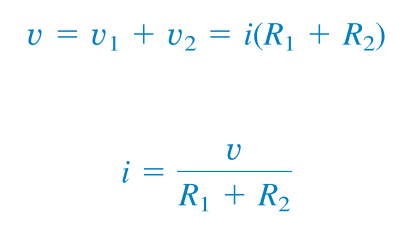 v = v₁ + v₂ = i(R₁ + R₂)
i = v / (R₁ + R₂)